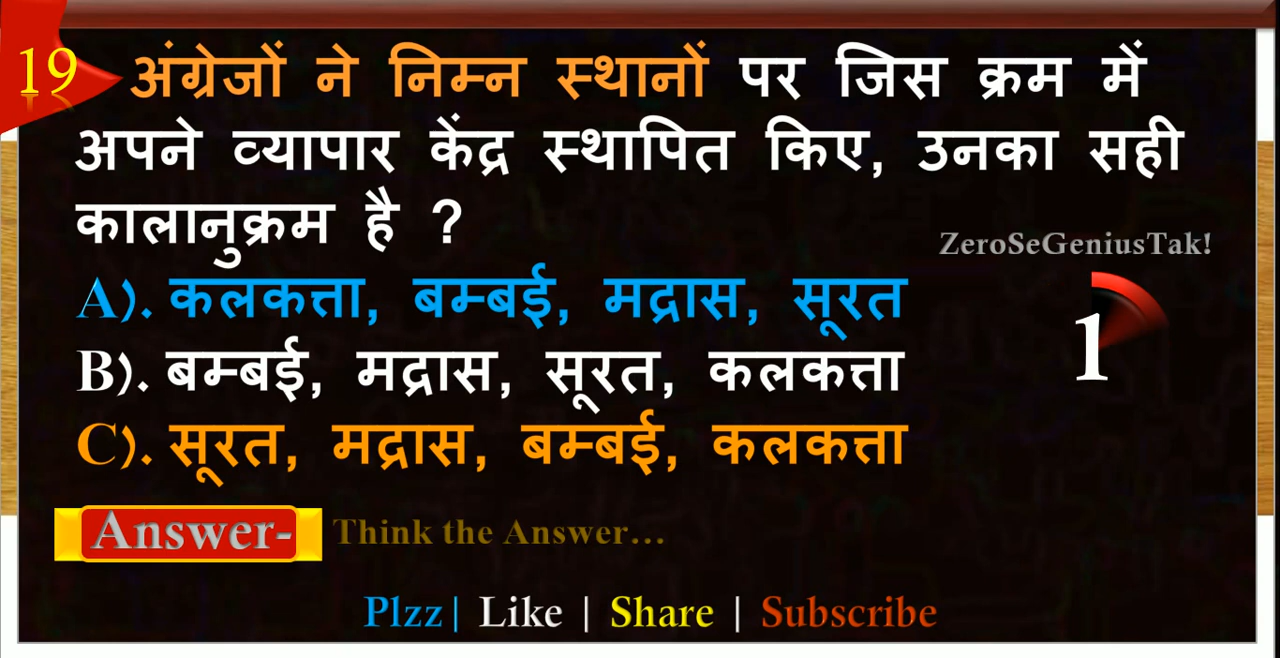 19
अंग्रेजों ने निम्न स्थानों पर जिस क्रम में
अपने व्यापार केंद्र स्थापित किए, उनका सही
कालानुक्रम है ?
ZeroSeGeniusTak!
A). कलकत्ता, बम्बई, मद्रास, सूरत
1
B). बम्बई, मद्रास, सूरत, कलकत्ता
C). सूरत, मद्रास, बम्बई, कलकत्ता
Answer- Think the Answer...
Plzz| Like | Share | Subscribe